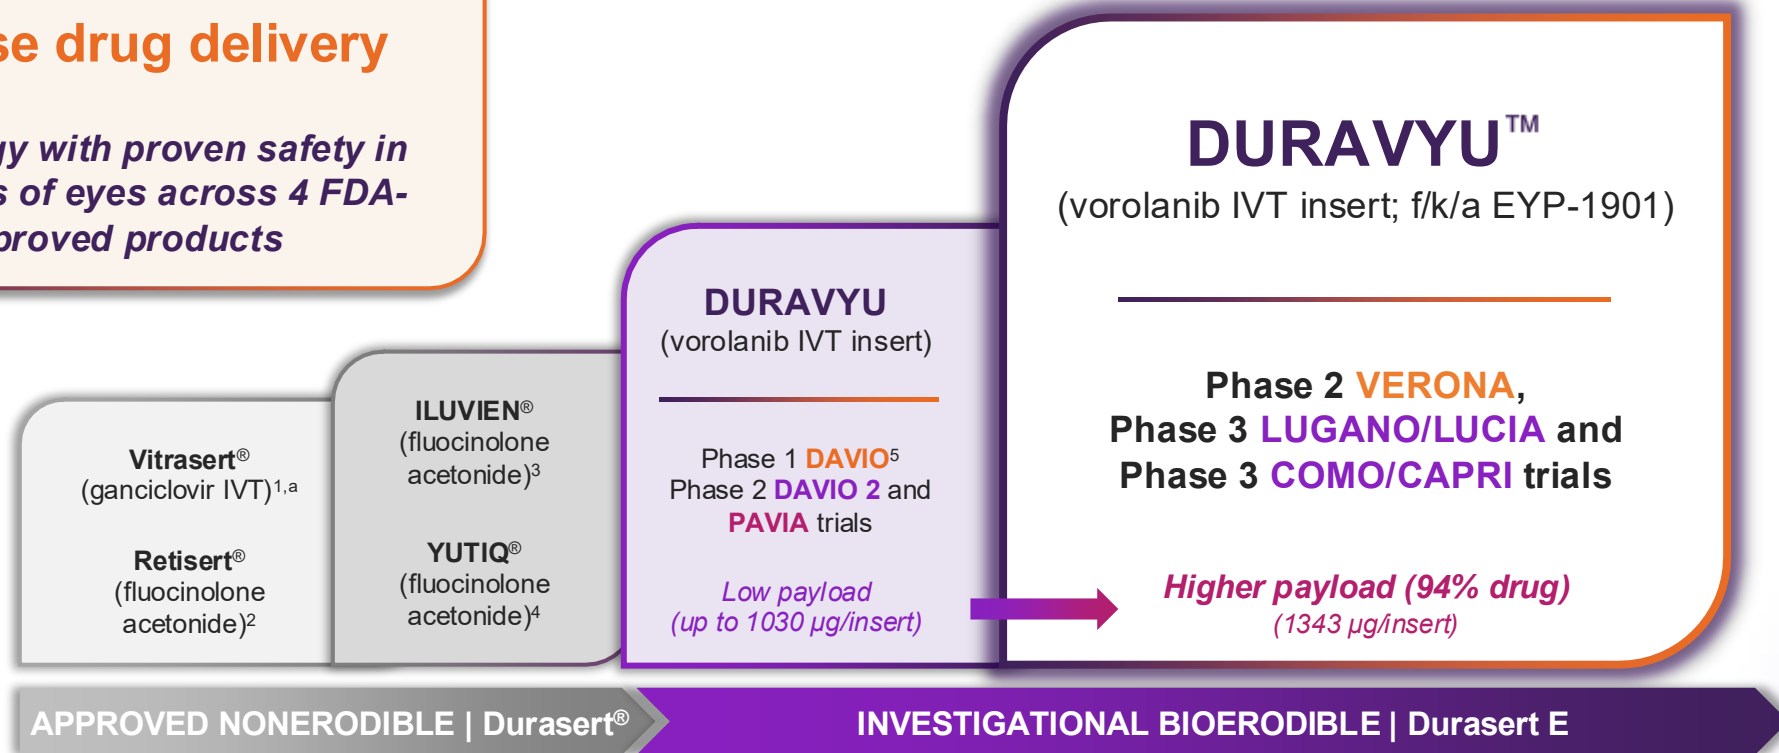 se drug delivery
gy with proven safety in
s of eyes across 4 FDA-
proved products
Vitrasert®
(ganciclovir IVT)1,a
Retisert®
(fluocinolone
acetonide)2
ILUVIEN®
(fluocinolone
acetonide)3
YUTIQ®
(fluocinolone
acetonide)4
DURAVYU
(vorolanib IVT insert)
Phase 1 DAVIO5
Phase 2 DAVIO 2 and
PAVIA trials
Low payload
(up to 1030 µg/insert)
DURAVYU™
(vorolanib IVT insert; f/k/a EYP-1901)
Phase 2 VERONA,
Phase 3 LUGANO/LUCIA and
Phase 3 COMO/CAPRI trials
Higher payload (94% drug)
(1343 µg/insert)
APPROVED NONERODIBLE | Durasert®
INVESTIGATIONAL BIOERODIBLE | Durasert E